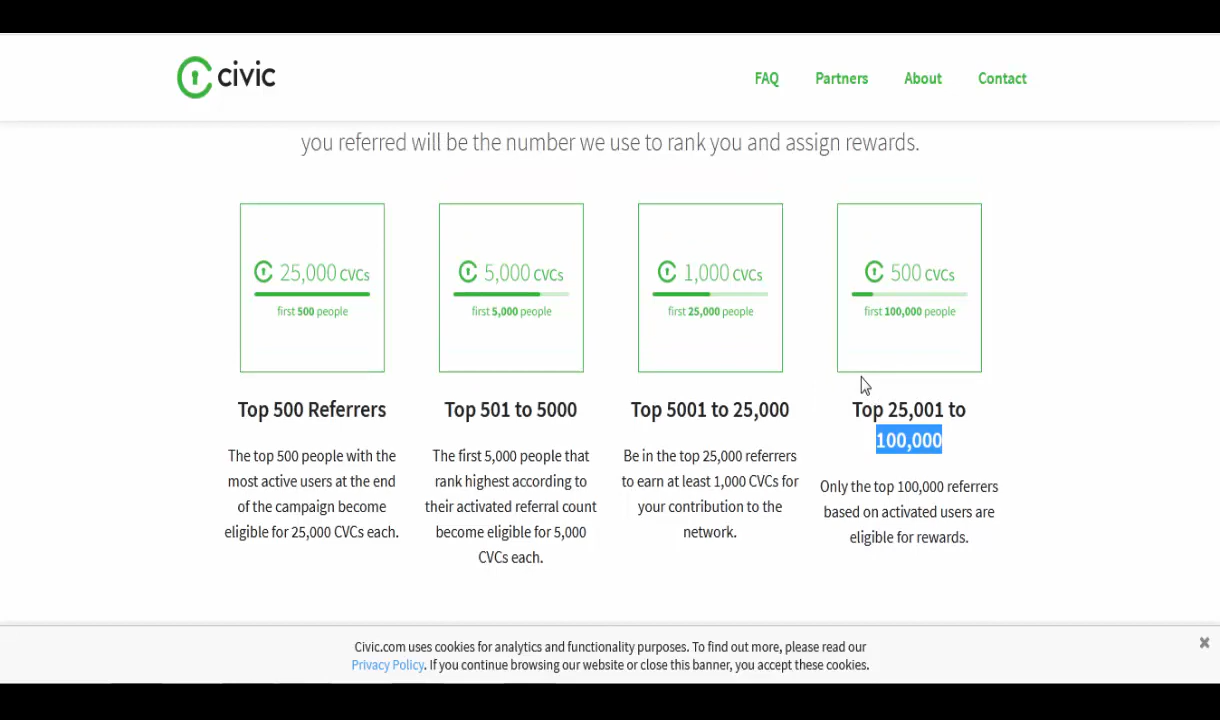 civic
FAQ Partners About Contact
you referred will be the number we use to rank you and assign rewards.
25,000 CVCs
first 500 people
5,000 CVCs
first 5,000 people
1,000 CVCs
first 25,000 people
500 CVCs
first 100,000 people
Top 500 Referrers
The top 500 people with the
most active users at the end
of the campaign become
eligible for 25,000 CVCs each.
Top 501 to 5000
The first 5,000 people that
rank highest according to
their activated referral count
become eligible for 5,000
CVCs each.
Top 5001 to 25,000
Be in the top 25,000 referrers
to earn at least 1,000 CVCs for
your contribution to the
network.
Top 25,001 to
100,000
Only the top 100,000 referrers
based on activated users are
eligible for rewards.
Civic.com uses cookies for analytics and functionality purposes. To find out more, please read our
Privacy Policy. If you continue browsing our website or close this banner, you accept these cookies.